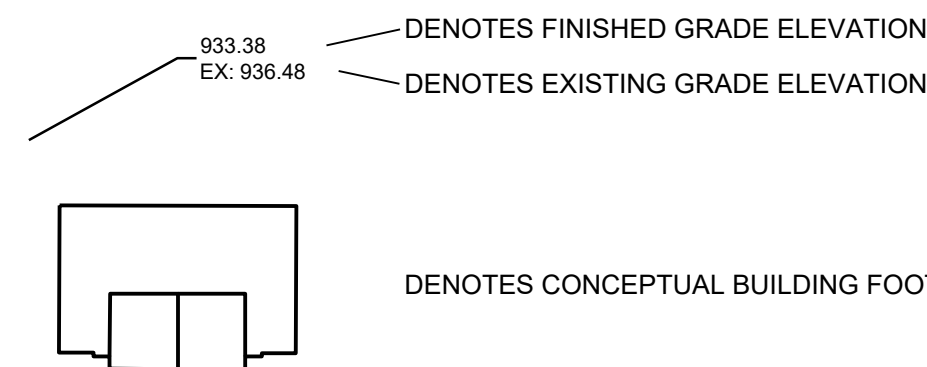 933.38
EX: 936.48
DENOTES FINISHED GRADE ELEVATION
DENOTES EXISTING GRADE ELEVATION
DENOTES CONCEPTUAL BUILDING